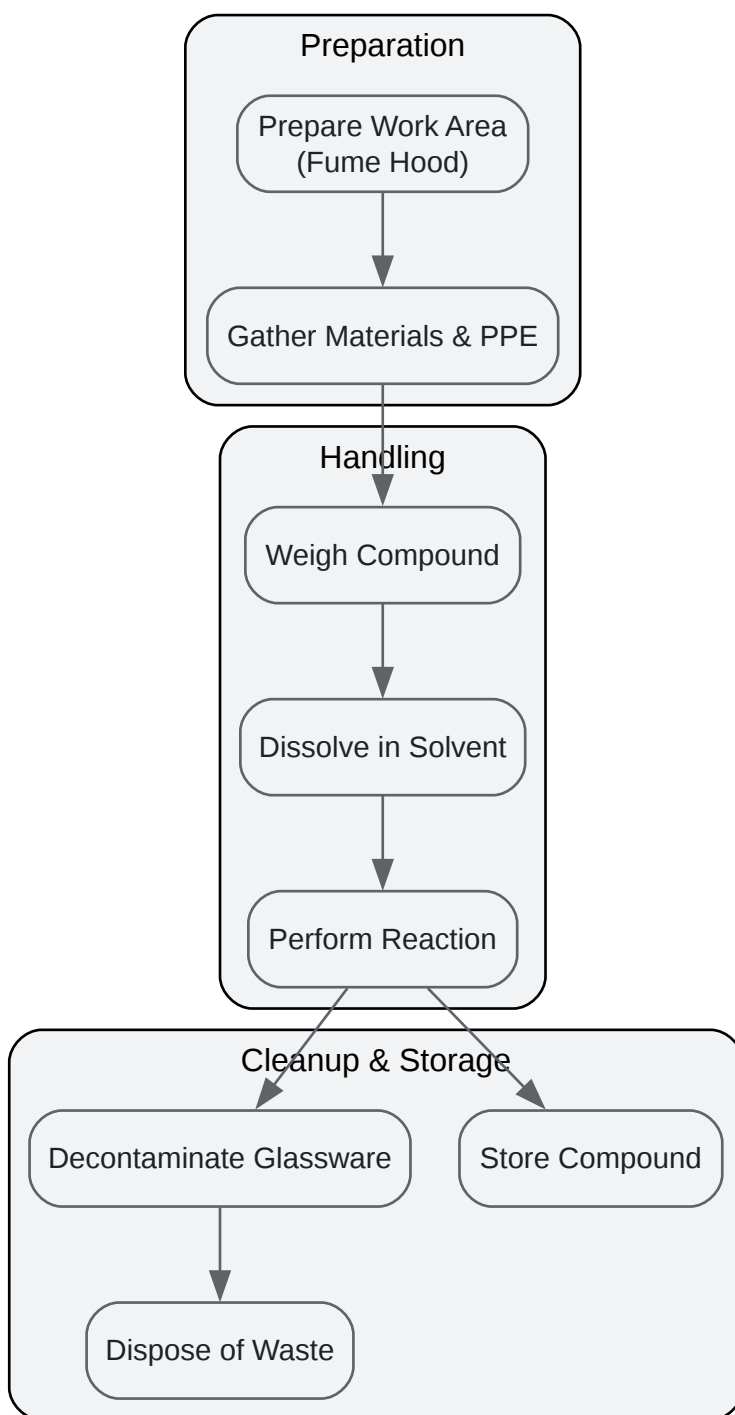 Preparation
Prepare Work Area
(Fume Hood)
Gather Materials & PPE
Handling
Weigh Compound
Dissolve in Solvent
Perform Reaction
Cleanup & Storage
Decontaminate Glassware
Store Compound
Dispose of Waste